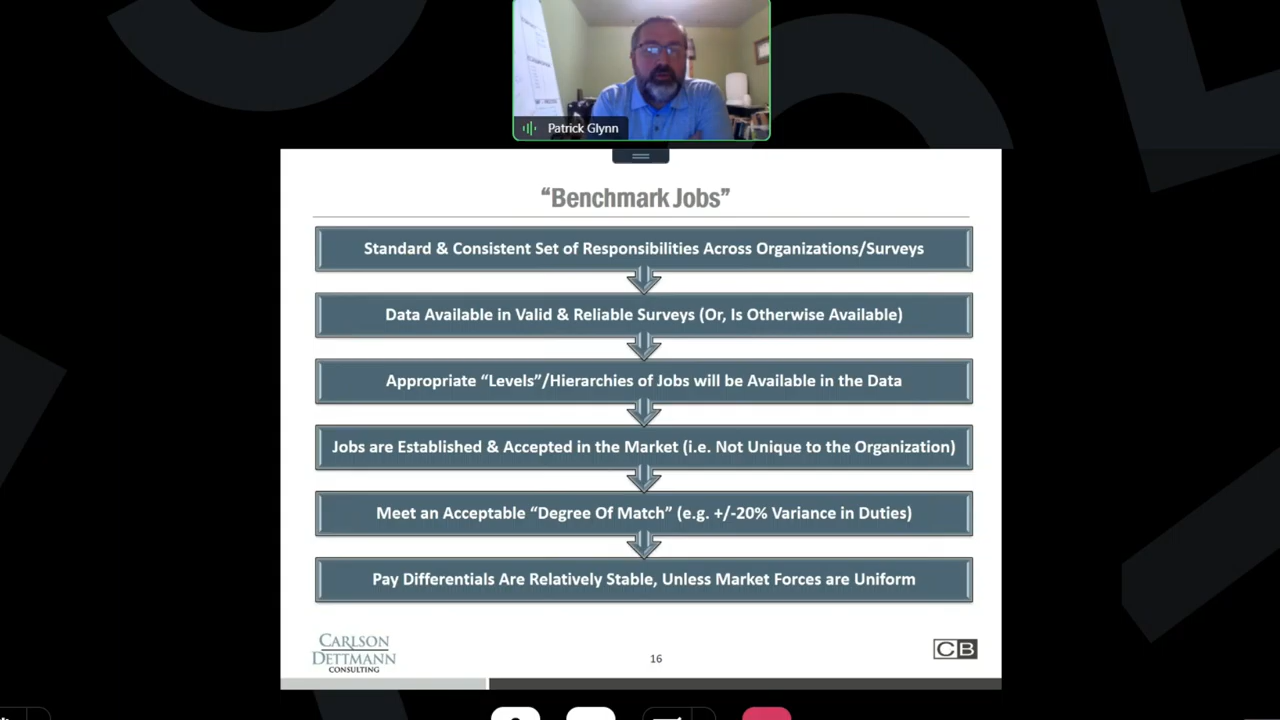 Patrick Glynn
“Benchmark Jobs”
Standard & Consistent Set of Responsibilities Across Organizations/Surveys
Data Available in Valid & Reliable Surveys (Or, Is Otherwise Available)
Appropriate “Levels”/Hierarchies of Jobs will be Available in the Data
Jobs are Established & Accepted in the Market (i.e. Not Unique to the Organization)
Meet an Acceptable “Degree Of Match” (e.g. +/-20% Variance in Duties)
Pay Differentials Are Relatively Stable, Unless Market Forces are Uniform
CARLSON
DETTMANN
CONSULTING
16
CB